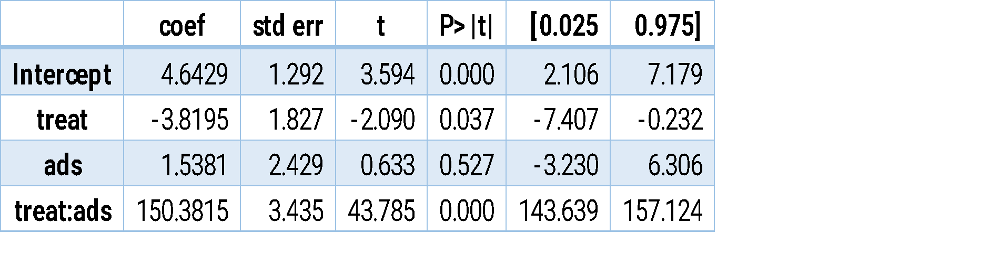 coef std err t P> |t| [0.025 0.975]
Intercept 4.6429 1.292 3.594 0.000 2.106 7.179
treat -3.8195 1.827 -2.090 0.037 -7.407 -0.232
ads 1.5381 2.429 0.633 0.527 -3.230 6.306
treat:ads 150.3815 3.435 43.785 0.000 143.639 157.124